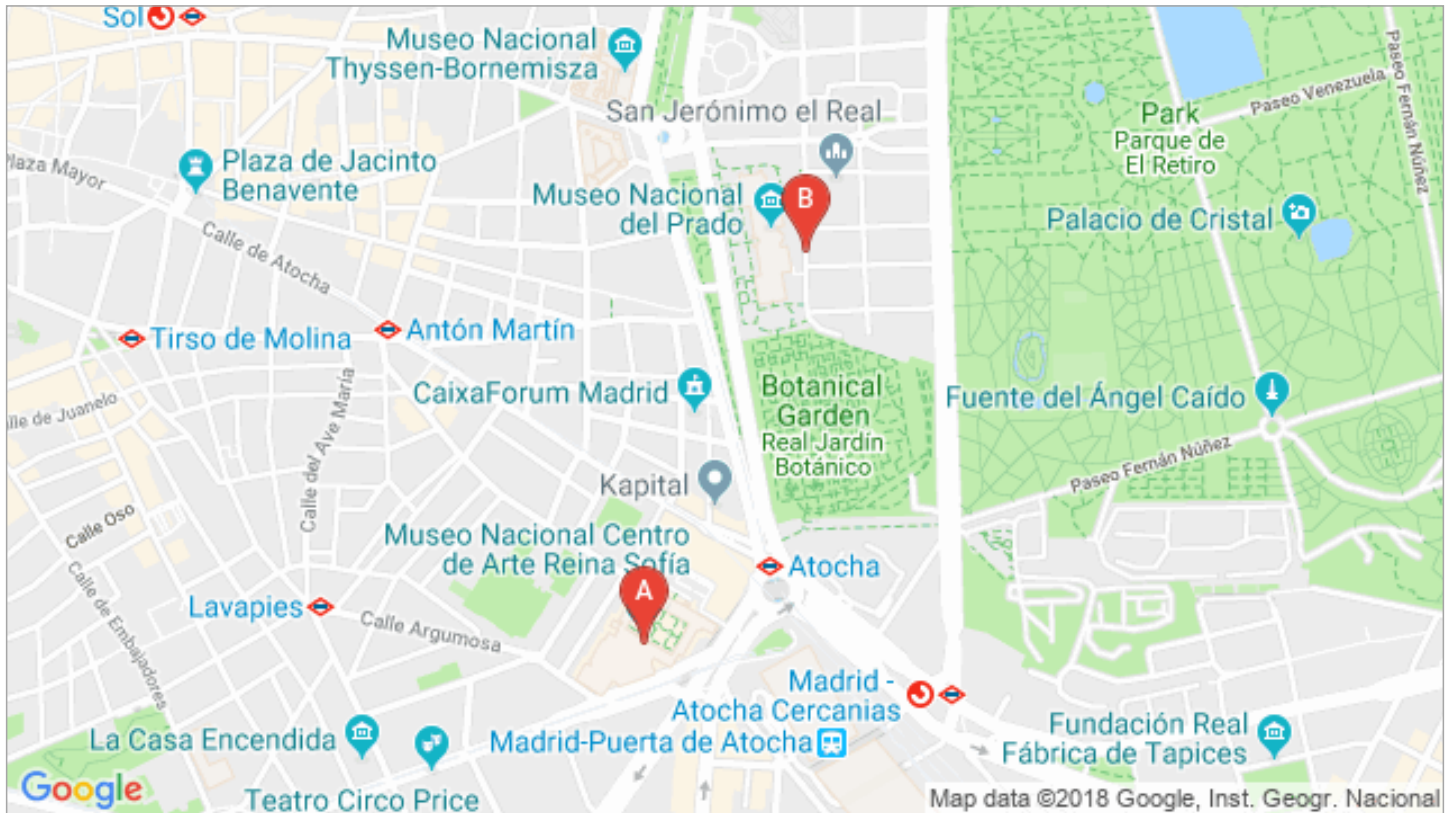 Sol
Museo Nacional
Thyssen-Bornemisza
San Jerónimo el Real
Paseo Venezuela
Paseo Fernán Núñez
Park
Parque de
El Retiro
Plaza Mayor
Plaza de Jacinto
Benavente
Museo Nacional
del Prado
B
Palacio de Cristal
Calle de Atocha
Tirso de Molina
Antón Martín
CaixaForum Madrid
Botanical
Garden
Real Jardín
Botánico
Fuente del Ángel Caído
lle de Juanelo
Calle del Ave María
Paseo Fernán Núñez
Kapital
Calle Oso
Museo Nacional Centro
de Arte Reina Sofía
A
Atocha
Calle de Embajadores
Lavapies
Calle Argumosa
Madrid -
Atocha Cercanias
La Casa Encendida
Madrid-Puerta de Atocha
Fundación Real
Fábrica de Tapices
Google
Teatro Circo Price
Map data ©2018 Google, Inst. Geogr. Nacional